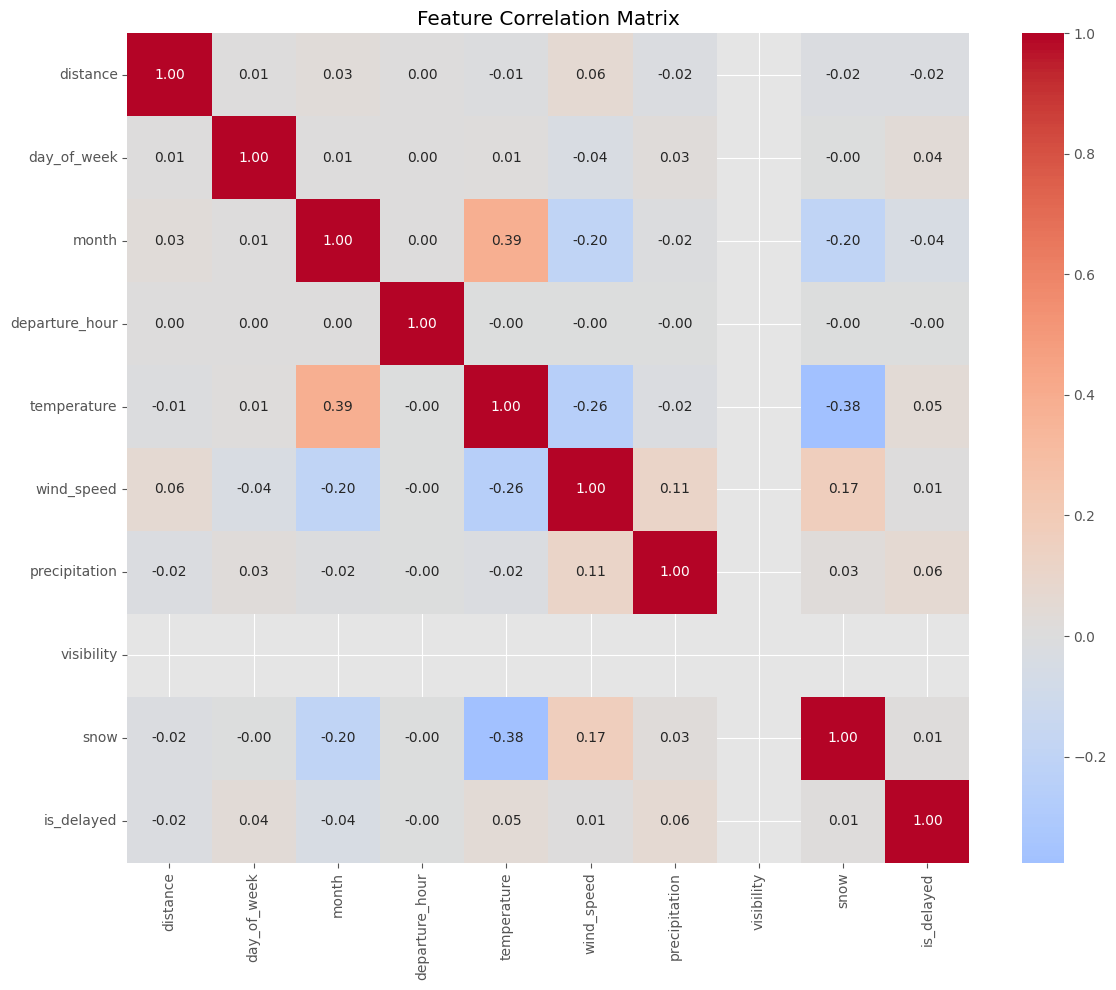 Feature Correlation Matrix
distance 1.00 0.01 0.03 0.00 -0.01 0.06 -0.02 -0.02 -0.02
day_of_week 0.01 1.00 0.01 0.00 0.01 -0.04 0.03 -0.00 0.04
month 0.03 0.01 1.00 0.00 0.39 -0.20 -0.02 -0.20 -0.04
departure_hour 0.00 0.00 0.00 1.00 -0.00 -0.00 -0.00 -0.00 -0.00
temperature -0.01 0.01 0.39 -0.00 1.00 -0.26 -0.02 -0.38 0.05
wind_speed 0.06 -0.04 -0.20 -0.00 -0.26 1.00 0.11 0.17 0.01
precipitation -0.02 0.03 -0.02 -0.00 -0.02 0.11 1.00 0.03 0.06
visibility
snow -0.02 -0.00 -0.20 -0.00 -0.38 0.17 0.03 1.00 0.01
is_delayed -0.02 0.04 -0.04 -0.00 0.05 0.01 0.06 0.01 1.00
distance
day_of_week
month
departure_hour
temperature
wind_speed
precipitation
visibility
snow
is_delayed
1.0
0.8
0.6
0.4
0.2
0.0
−0.2